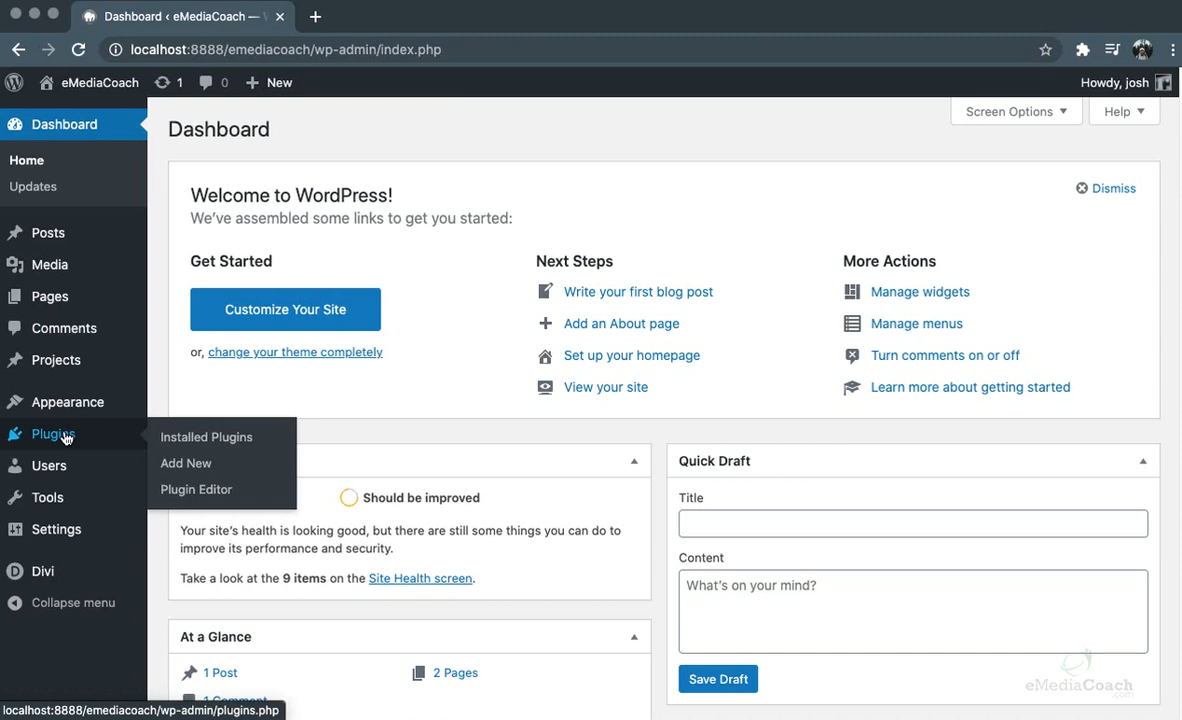 Dashboard ‹ eMediaCoach — W
localhost:8888/emediacoach/wp-admin/index.php
eMediaCoach
1
0
New
Howdy, josh
Dashboard
Home
Updates
Posts
Media
Pages
Comments
Projects
Appearance
Plugins
Users
Tools
Settings
Divi
Collapse menu
Installed Plugins
Add New
Plugin Editor
Dashboard
Screen Options
Help
Welcome to WordPress!
We've assembled some links to get you started:
Dismiss
Get Started
Customize Your Site
or, change your theme completely
Next Steps
Write your first blog post
Add an About page
Set up your homepage
View your site
More Actions
Manage widgets
Manage menus
Turn comments on or off
Learn more about getting started
Should be improved
Your site's health is looking good, but there are still some things you can do to
improve its performance and security.
Take a look at the 9 items on the Site Health screen.
At a Glance
1 Post
2 Pages
1 Comment
Quick Draft
Title
Content
What's on your mind?
Save Draft
eMediaCoach
.com
localhost:8888/emediacoach/wp-admin/plugins.php